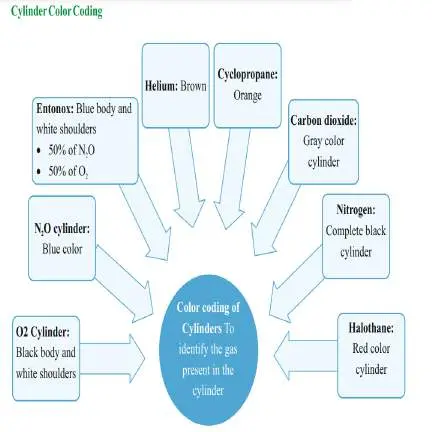 Cylinder Color Coding
Helium: Brown
Cyclopropane:
Orange
Entonox: Blue body and
white shoulders
• 50% of N₂O
• 50% of O₂
Carbon dioxide:
Gray color
cylinder
N₂O cylinder:
Blue color
Nitrogen:
Complete black
cylinder
O2 Cylinder:
Black body and
white shoulders
Color coding of
Cylinders To
identify the gas
present in the
cylinder
Halothane:
Red color
cylinder